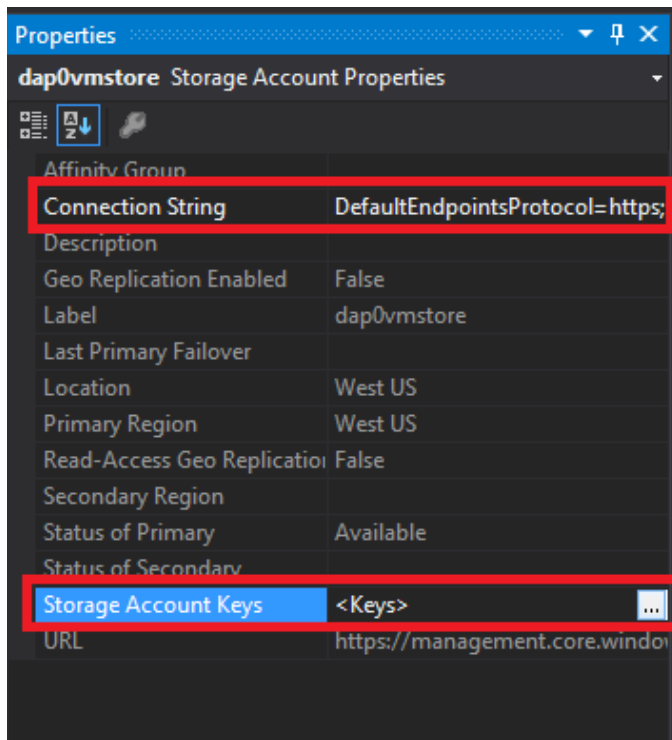 Properties
dap0vmstore Storage Account Properties
Affinity Group
Connection String DefaultEndpointsProtocol=https;
Description
Geo Replication Enabled False
Label dap0vmstore
Last Primary Failover
Location West US
Primary Region West US
Read-Access Geo Replication False
Secondary Region
Status of Primary Available
Status of Secondary
Storage Account Keys <Keys> ...
URL https://management.core.window